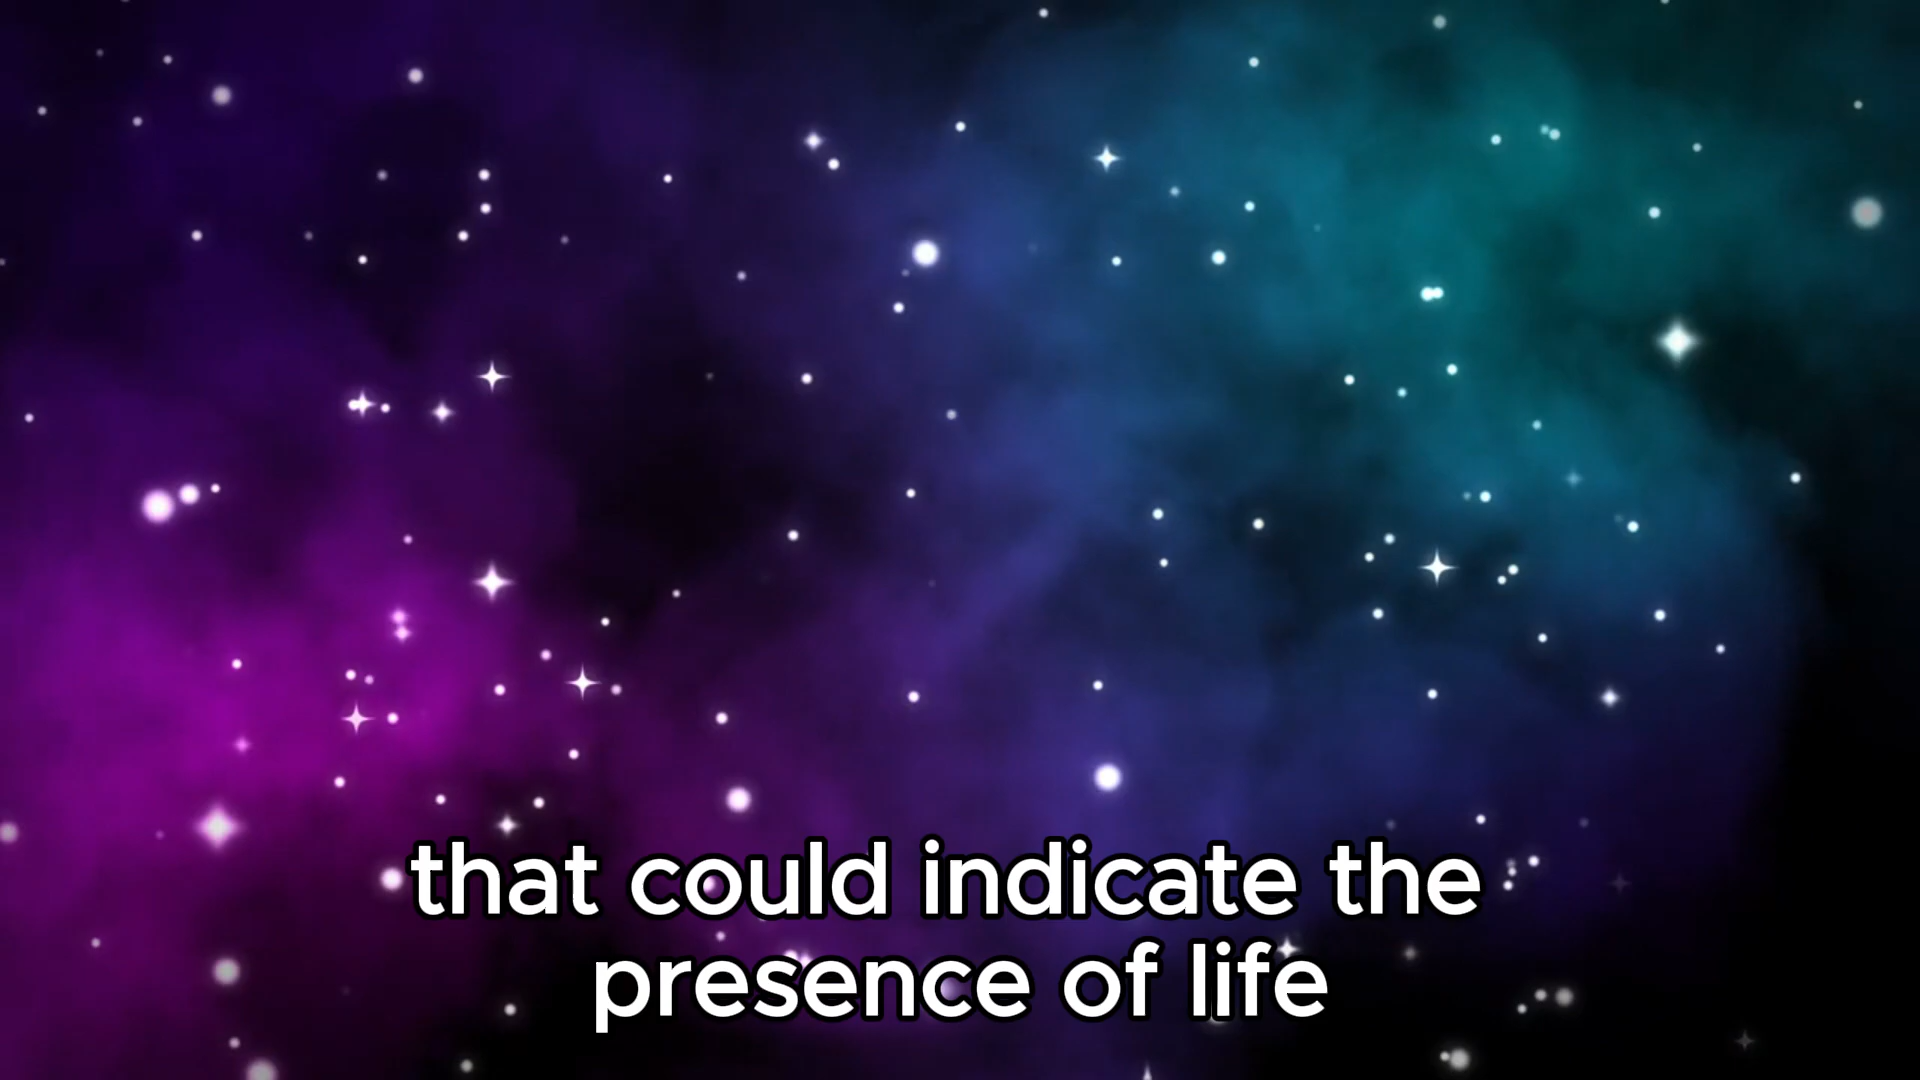 that could indicate the
presence of life